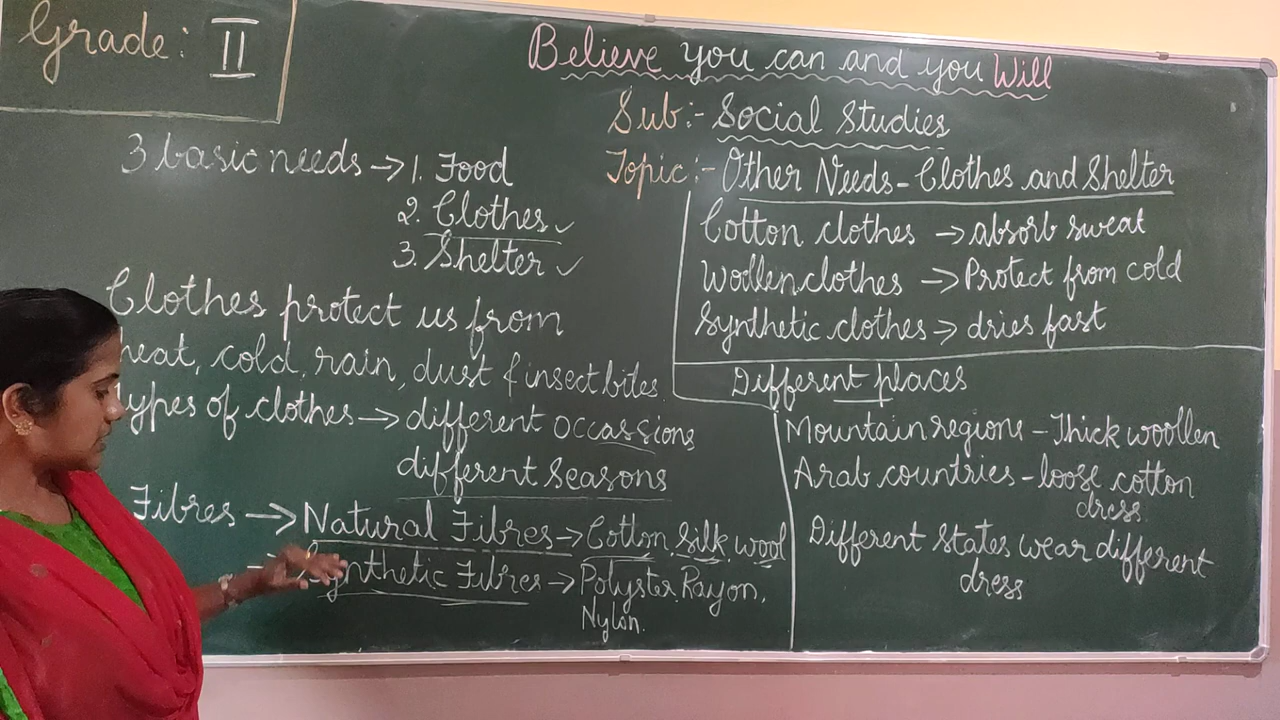 Grade: II
Believe you can and you Will
Sub:- Social Studies
Topic:- Other Needs - Clothes and Shelter
3 basic needs → 1. Food
2. Clothes ✓
3. Shelter ✓
Clothes protect us from
heat, cold, rain, dust & insect bites.
Types of clothes → different occassions
different seasons
Fibres → Natural Fibres → Cotton, Silk, wool
→ Synthetic Fibres → Polyster, Rayon,
Nylon.
Cotton clothes → absorb sweat
Wollen clothes → Protect from cold
Synthetic clothes → dries fast
Different places
Mountain regions - Thick woollen
Arab countries - loose cotton
dress.
Different States wear different
dress